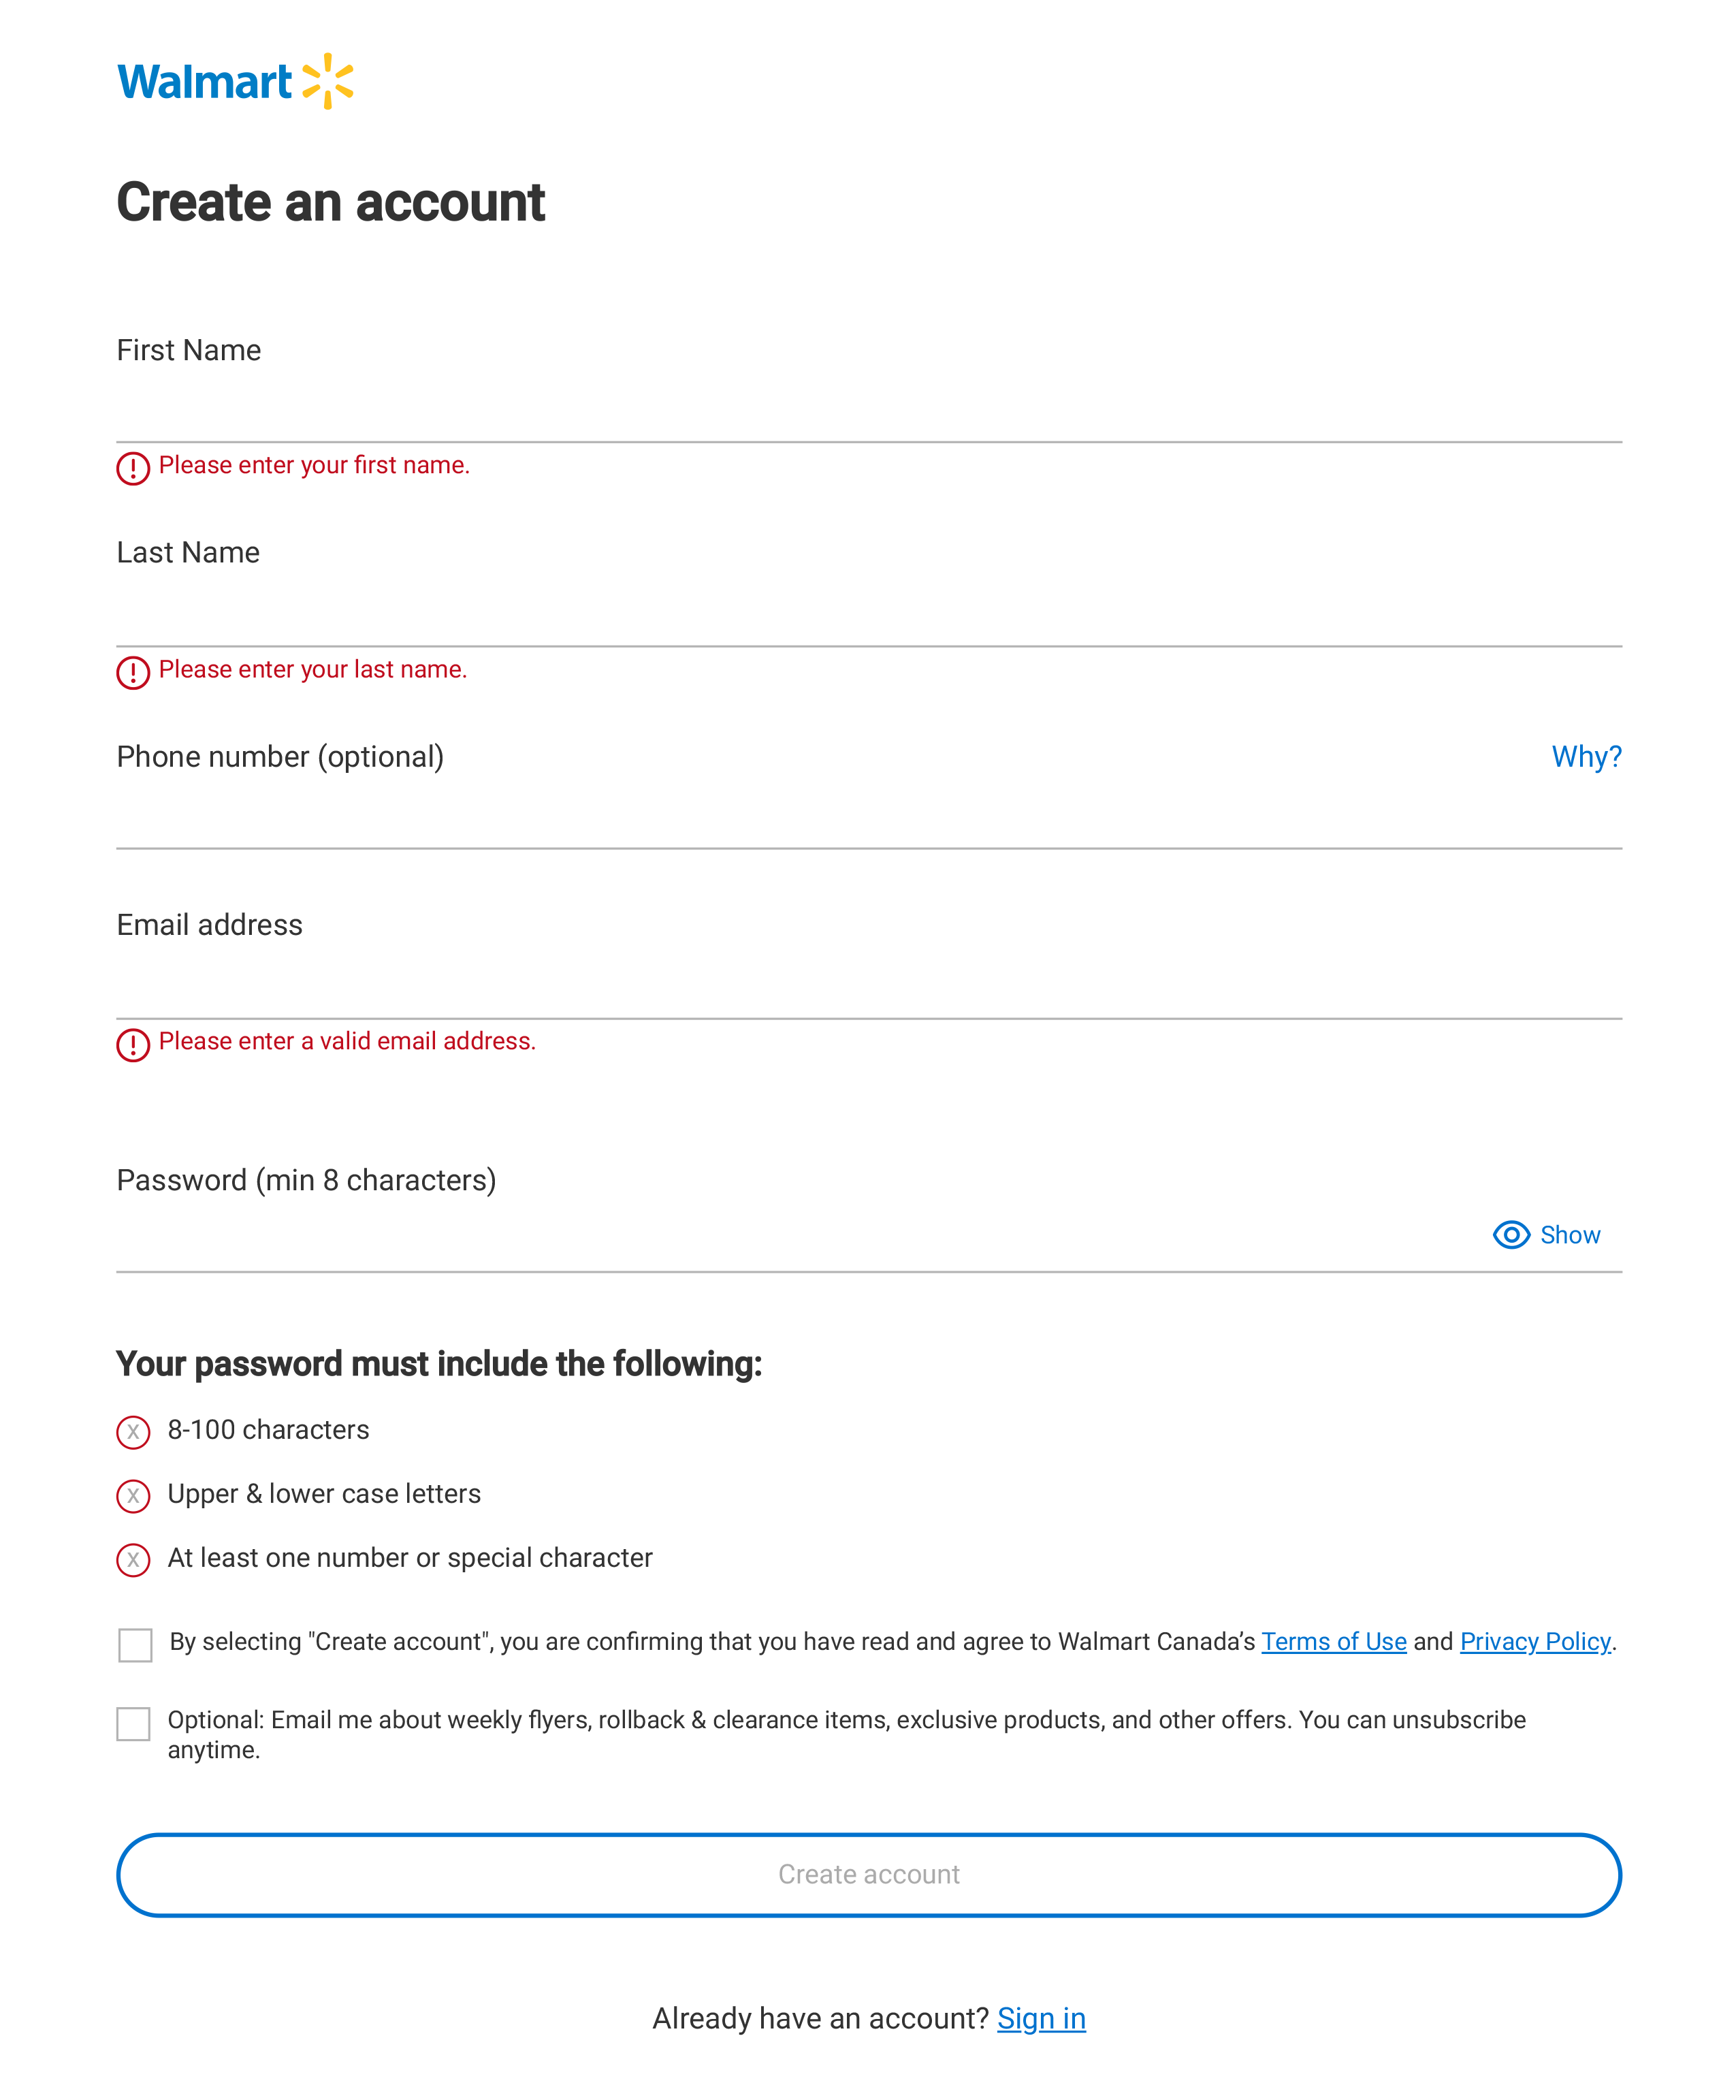 Walmart
Create an account
First Name
Please enter your first name.
Last Name
Please enter your last name.
Phone number (optional) Why?
Email address
Please enter a valid email address.
Password (min 8 characters)
Show
Your password must include the following:
x 8-100 characters
x Upper & lower case letters
x At least one number or special character
By selecting "Create account", you are confirming that you have read and agree to Walmart Canada’s Terms of Use and Privacy Policy.
Optional: Email me about weekly flyers, rollback & clearance items, exclusive products, and other offers. You can unsubscribe
anytime.
Create account
Already have an account? Sign in